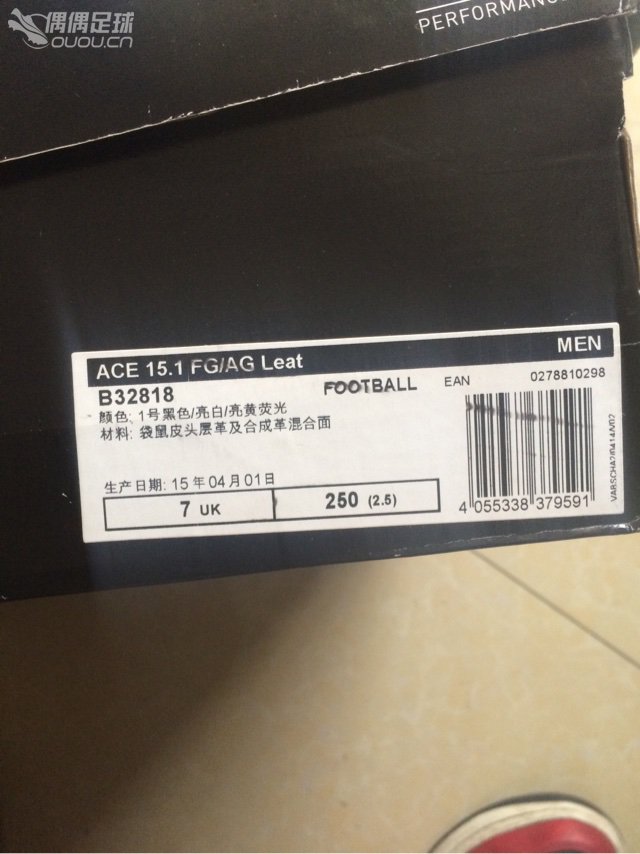 偶偶足球
OUOU.CN
ACE 15.1 FG/AG Leat
MEN
B32818
FOOTBALL
EAN
0278810298
颜色: 1号黑色/亮白/亮黄荧光
材料: 袋鼠皮头层革及合成革混合面
生产日期: 15 年 04 月 01日
7 UK
250 (2.5)
4 055338 379591